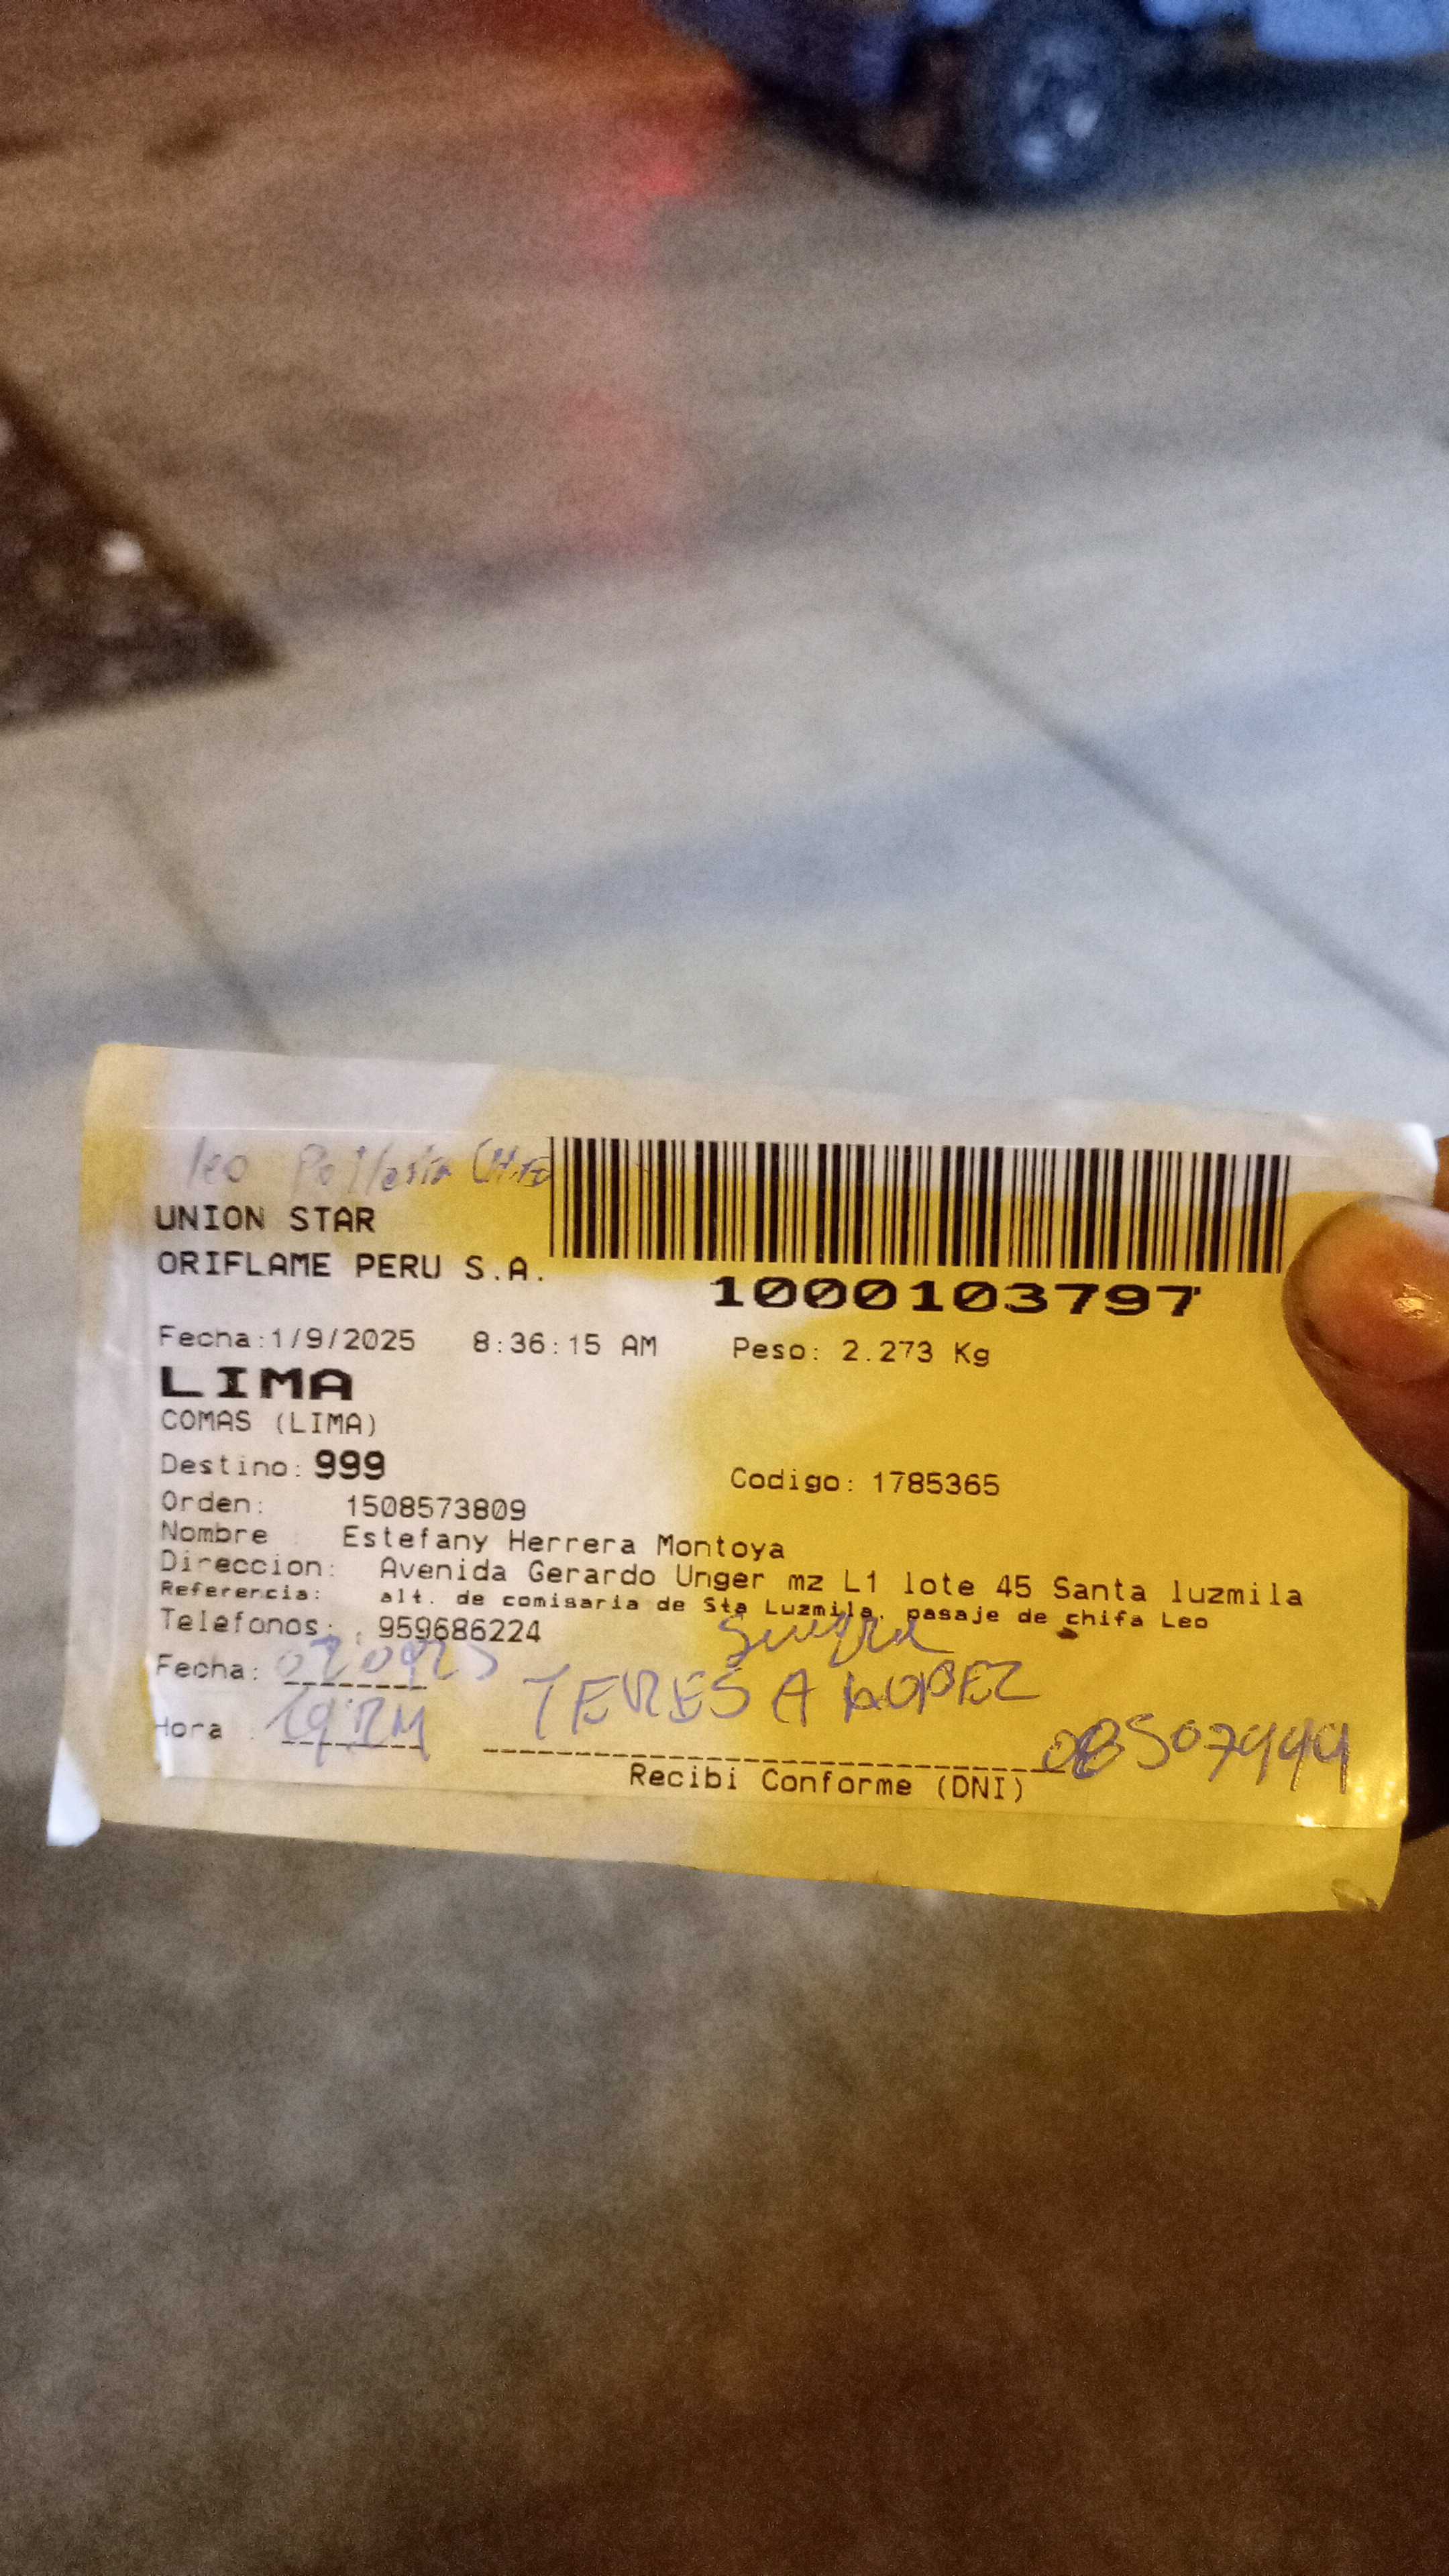 leo
UNION STAR
ORIFLAME PERU S.A.
1000103797
Fecha:1/9/2025 8:36:15 AM Peso: 2.273 Kg
LIMA
COMAS (LIMA)
Destino: 999 Codigo: 1785365
Orden: 1508573809
Nombre : Estefany Herrera Montoya
Direccion: Avenida Gerardo Unger mz L1 lote 45 Santa luzmila
Referencia: alt. de comisaria de Sta Luzmila, pasaje de chifa Leo
Telefonos: 959686224
suegra
Fecha: 020925
TERESA LOPEZ
Hora :
Recibi Conforme (DNI)